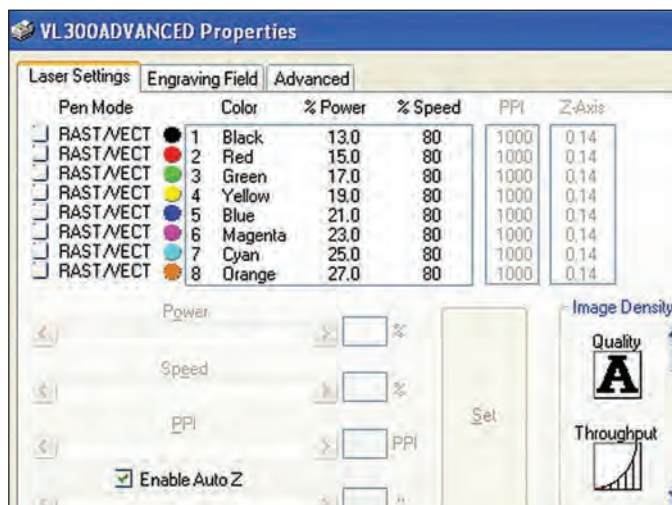 VL300ADVANCED Properties
Laser Settings Engraving Field Advanced
Pen Mode Color % Power % Speed PPI Z-Axis
RAST/VECT 1 Black 13.0 80 1000 0.14
RAST/VECT 2 Red 15.0 80 1000 0.14
RAST/VECT 3 Green 17.0 80 1000 0.14
RAST/VECT 4 Yellow 19.0 80 1000 0.14
RAST/VECT 5 Blue 21.0 80 1000 0.14
RAST/VECT 6 Magenta 23.0 80 1000 0.14
RAST/VECT 7 Cyan 25.0 80 1000 0.14
RAST/VECT 8 Orange 27.0 80 1000 0.14
Power
%
Speed
%
PPI
PPI
Enable Auto Z
"
Set
Image Density
Quality
A
Throughput